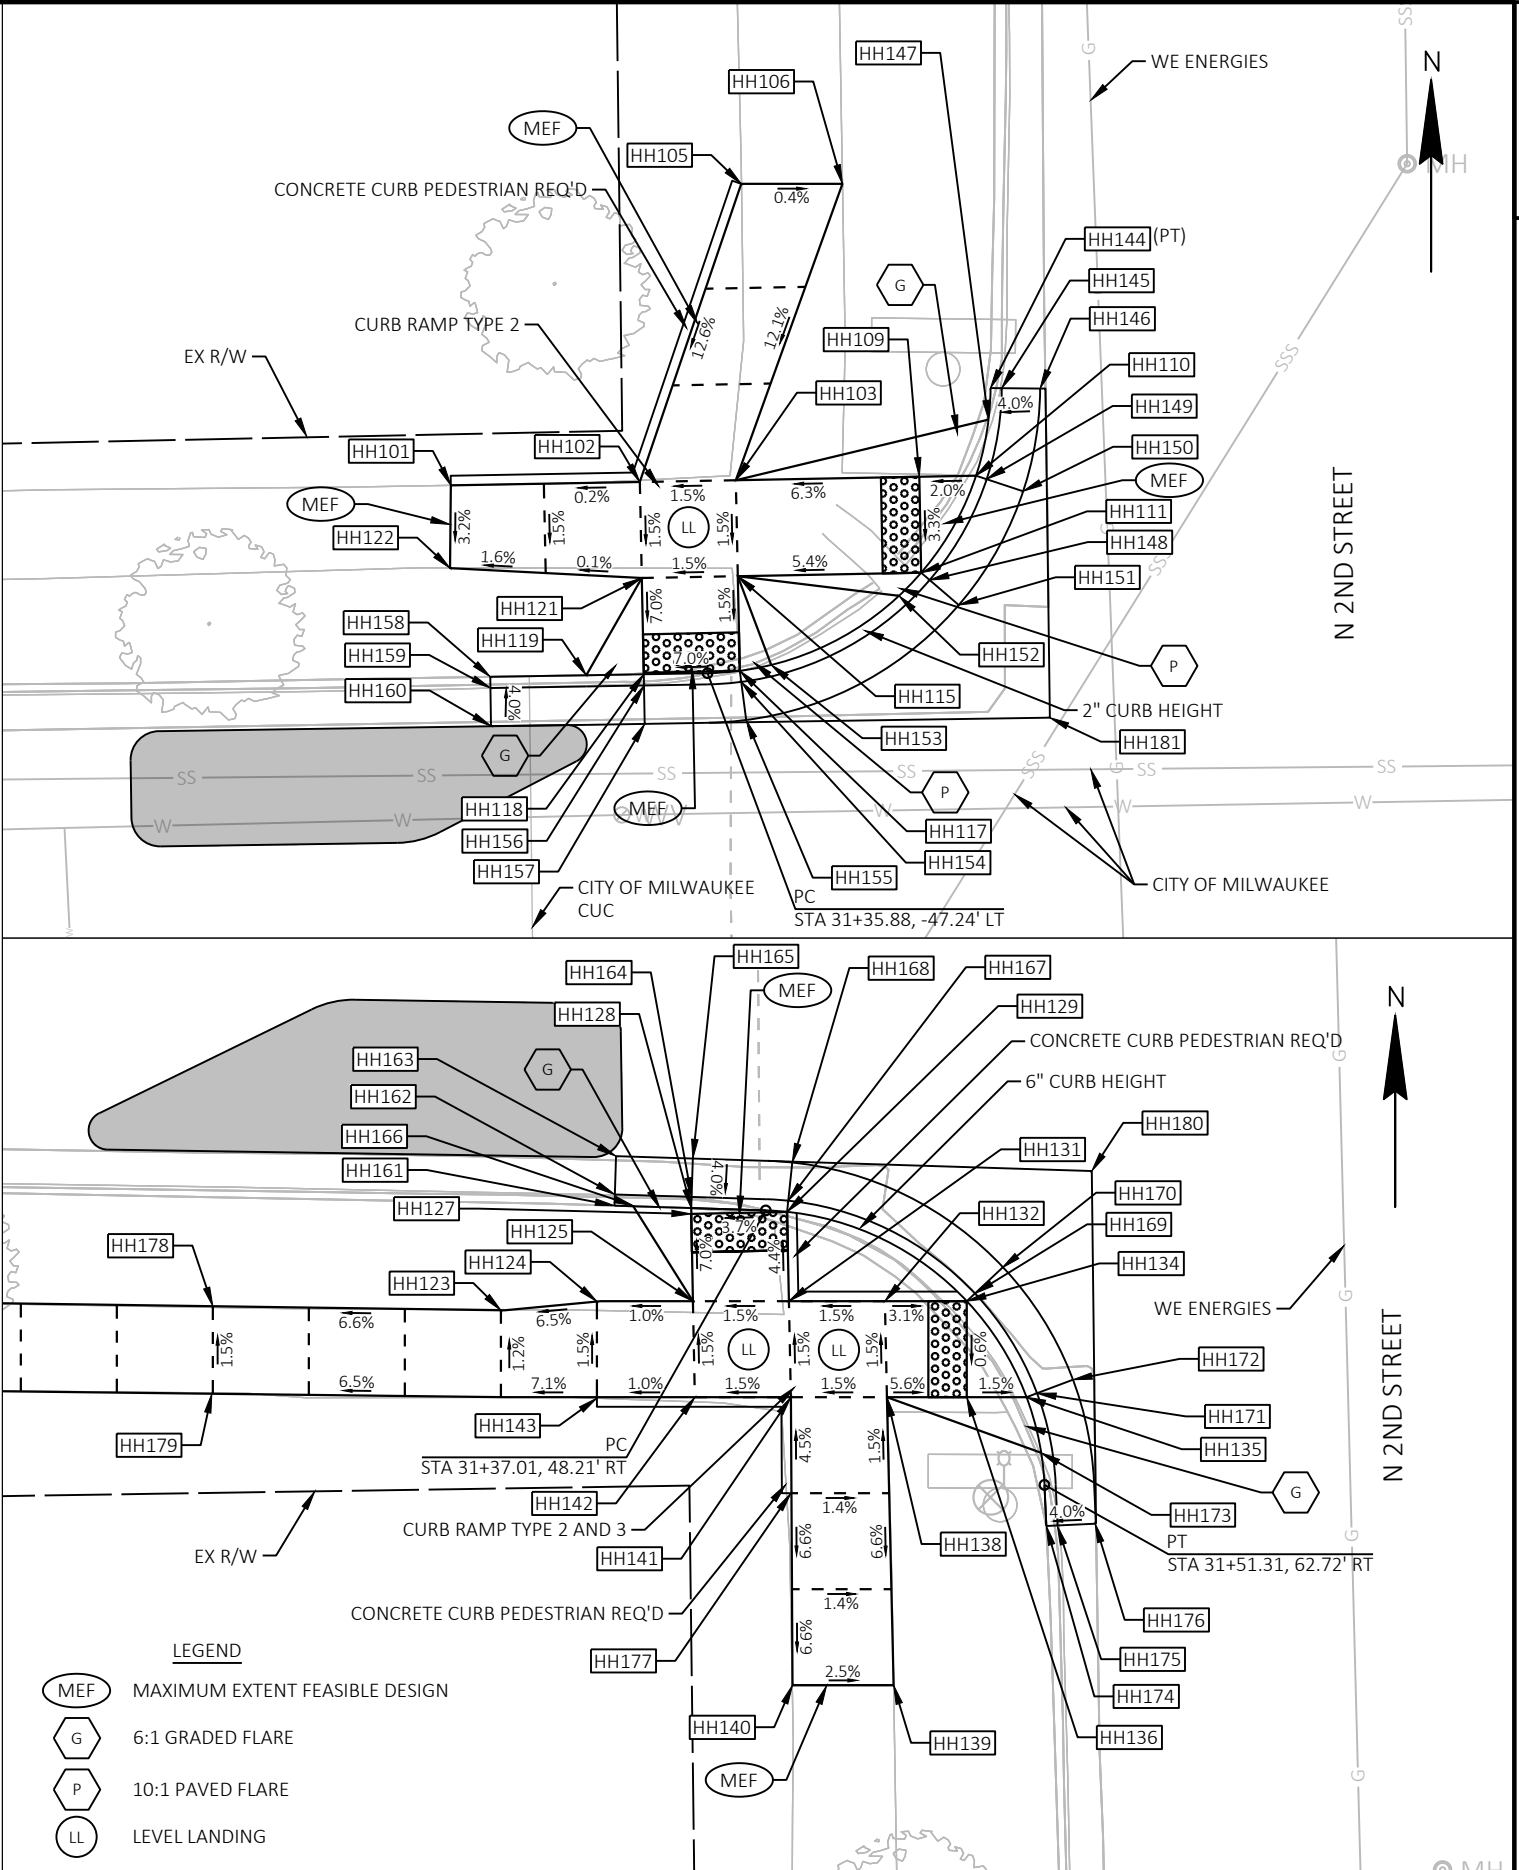 HH147
WE ENERGIES
SS
G
N
HH106
MEF
HH105
MH
CONCRETE CURB PEDESTRIAN REQ'D
0.4%
HH144 (PT)
HH145
G
HH146
CURB RAMP TYPE 2
12.6%
12.1%
HH109
SSS
EX R/W
HH110
HH103
4.0%
HH149
HH101
HH102
HH150
MEF
MEF
0.2%
1.5%
6.3%
2.0%
HH111
3.2%
1.5%
1.5%
LL
1.5%
3.3%
G
HH122
HH148
N 2ND STREET
1.6%
0.1%
1.5%
5.4%
SSS
HH151
HH121
7.0%
1.5%
HH158
HH119
HH159
7.0%
HH152
P
HH160
4.0%
HH115
2" CURB HEIGHT
HH153
HH181
G
SS
SS
SS
SS
SSS
G
SS
SS
P
HH118
MEF
W
W
WV
W
W
W
HH156
HH117
HH154
HH157
HH155
CITY OF MILWAUKEE
CUC
PC
STA 31+35.88, -47.24' LT
CITY OF MILWAUKEE
HH165
HH164
HH168
HH167
MEF
N
HH128
HH129
CONCRETE CURB PEDESTRIAN REQ'D
G
HH163
G
6" CURB HEIGHT
HH162
HH180
HH166
HH131
HH161
4.0%
HH170
HH127
HH132
HH169
HH125
3.7%
HH178
7.0%
4.4%
HH124
HH134
HH123
G
WE ENERGIES
6.6%
6.5%
1.0%
1.5%
1.5%
3.1%
1.5%
1.2%
1.5%
1.5%
LL
1.5%
LL
1.5%
0.6%
HH172
N 2ND STREET
6.5%
7.1%
1.0%
1.5%
1.5%
5.6%
1.5%
HH143
HH171
HH179
PC
STA 31+37.01, 48.21' RT
4.5%
1.5%
HH135
G
HH142
1.4%
HH173
4.0%
CURB RAMP TYPE 2 AND 3
G
EX R/W
HH141
6.6%
6.6%
HH138
PT
STA 31+51.31, 62.72' RT
CONCRETE CURB PEDESTRIAN REQ'D
1.4%
HH176
6.6%
LEGEND
HH177
2.5%
HH175
MEF MAXIMUM EXTENT FEASIBLE DESIGN
HH174
HH140
HH139
HH136
G 6:1 GRADED FLARE
MEF
G
P 10:1 PAVED FLARE
LL LEVEL LANDING
MH